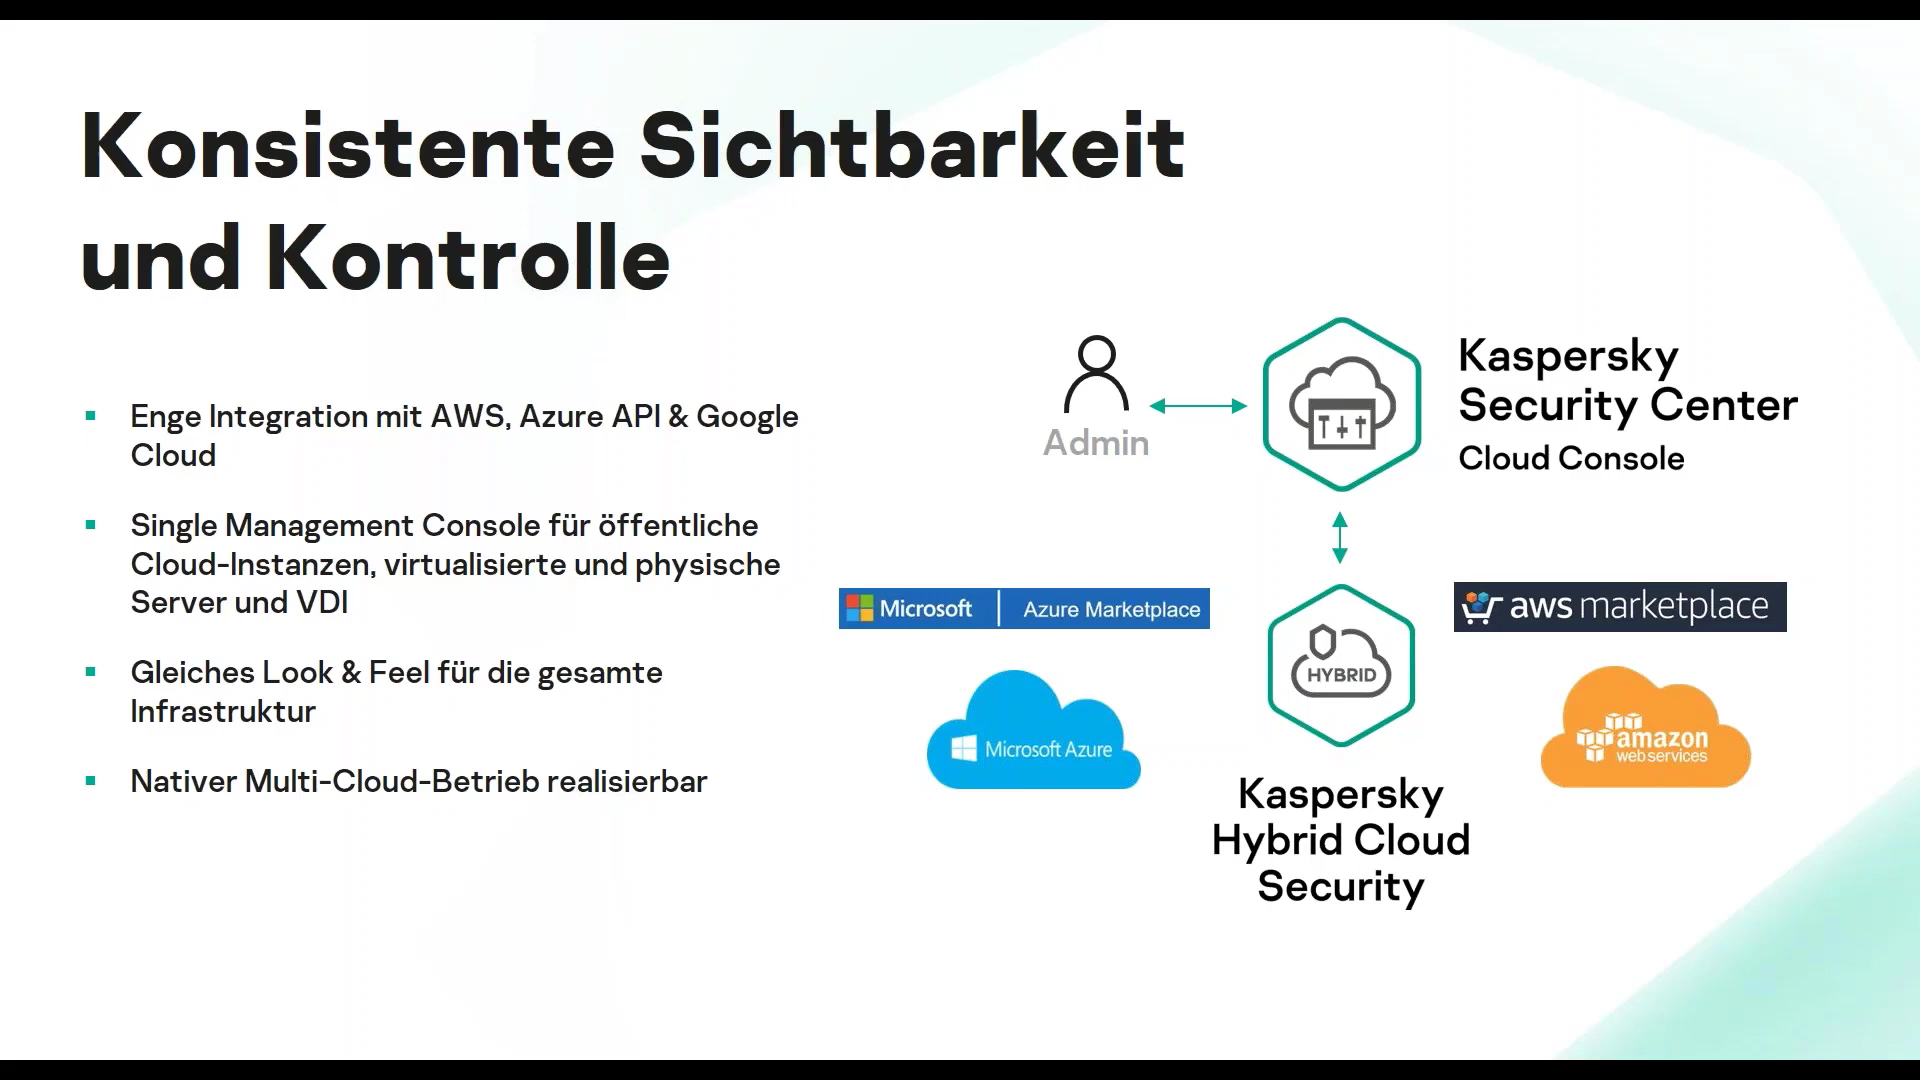 Konsistente Sichtbarkeit
und Kontrolle
Enge Integration mit AWS, Azure API & Google
Cloud
Single Management Console für öffentliche
Cloud-Instanzen, virtualisierte und physische
Server und VDI
Gleiches Look & Feel für die gesamte
Infrastruktur
Nativer Multi-Cloud-Betrieb realisierbar
Admin
Kaspersky
Security Center
Cloud Console
Microsoft | Azure Marketplace
Microsoft Azure
HYBRID
Kaspersky
Hybrid Cloud
Security
aws marketplace
amazon
webservices